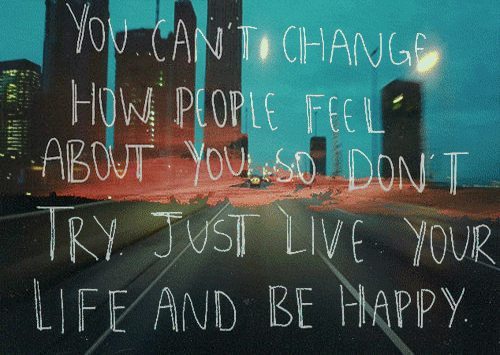 YOU CAN'T CHANGE
HOW PEOPLE FEEL
ABOUT YOU SO DON'T
TRY. JUST LIVE YOUR
LIFE AND BE HAPPY.